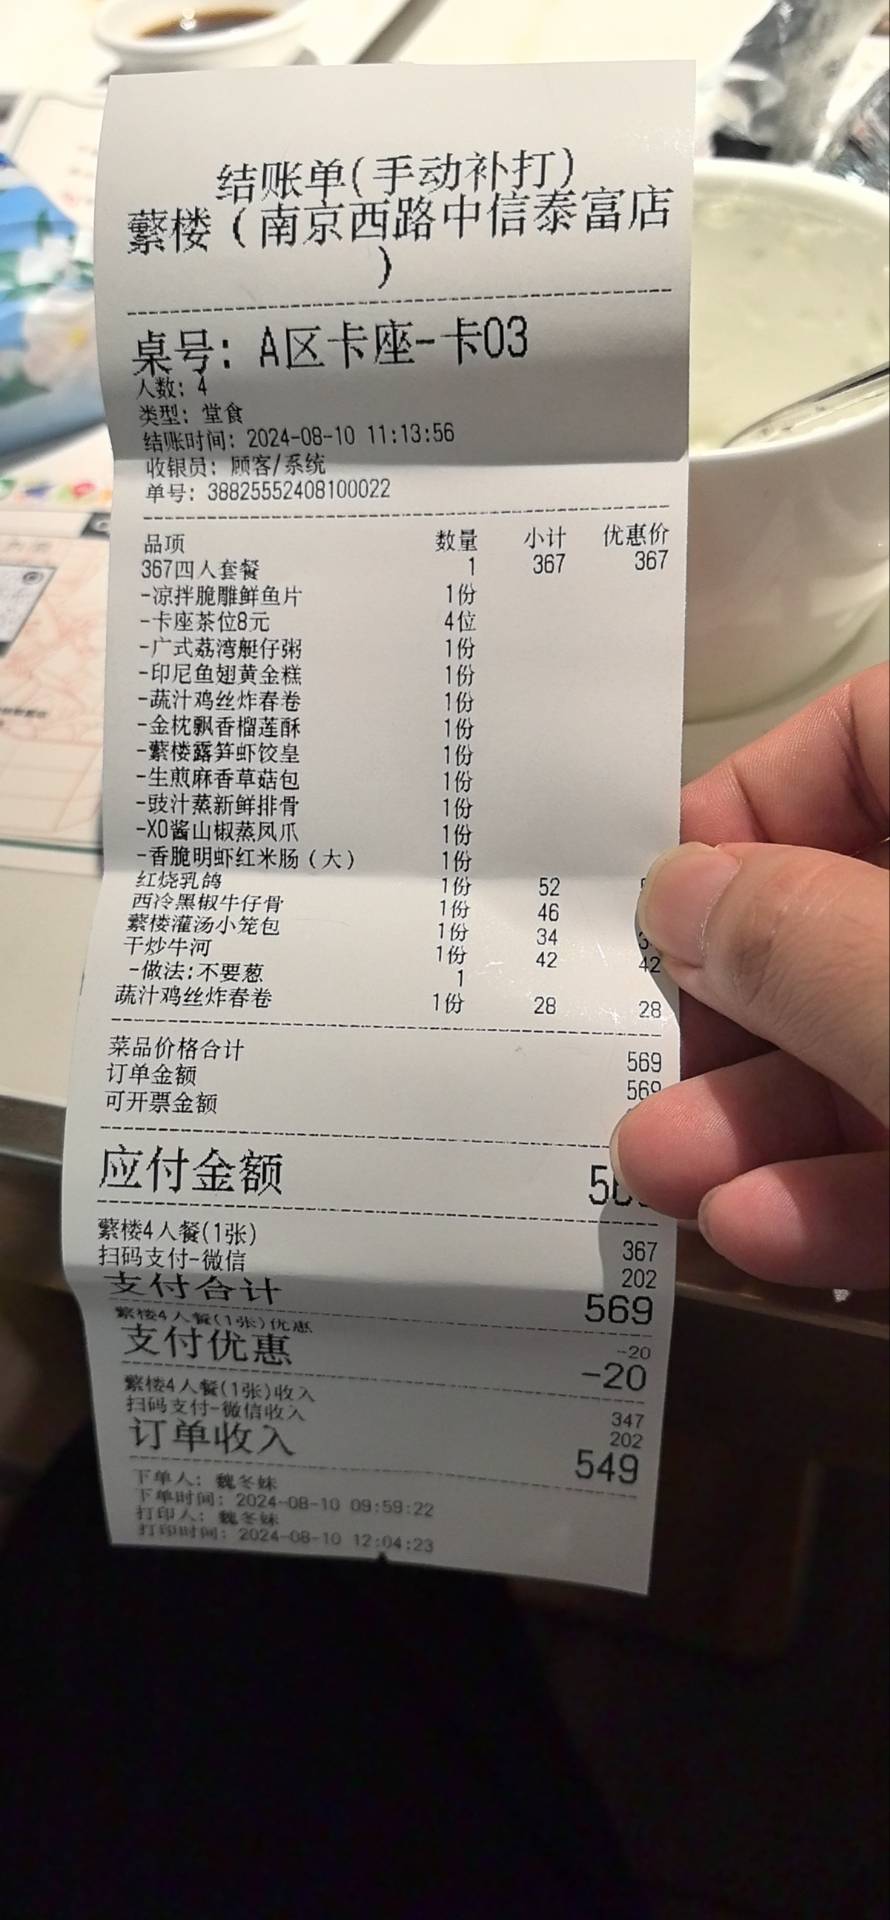 结账单(手动补打)
蘩楼（南京西路中信泰富店
）
桌号: A区卡座-卡03
人数: 4
类型: 堂食
结账时间: 2024-08-10 11:13:56
收银员: 顾客/系统
单号: 38825552408100022
品项 数量 小计 优惠价
367四人套餐 1 367 367
-凉拌脆雕鲜鱼片 1份
-卡座茶位8元 4位
-广式荔湾艇仔粥 1份
-印尼鱼翅黄金糕 1份
-蔬汁鸡丝炸春卷 1份
-金枕飘香榴莲酥 1份
-蘩楼露笋虾饺皇 1份
-生煎麻香草菇包 1份
-豉汁蒸新鲜排骨 1份
-XO酱山椒蒸凤爪 1份
-香脆明虾红米肠（大） 1份
红烧乳鸽 1份 52
西冷黑椒牛仔骨 1份 46
蘩楼灌汤小笼包 1份 34
干炒牛河 1份 42 42
-做法:不要葱 1
蔬汁鸡丝炸春卷 1份 28 28
菜品价格合计 569
订单金额 569
可开票金额
应付金额
蘩楼4人餐(1张) 367
扫码支付-微信 202
支付合计 569
蘩楼4人餐(1张)优惠 -20
支付优惠 -20
蘩楼4人餐(1张)收入 347
扫码支付-微信收入 202
订单收入 549
下单人: 魏冬妹
下单时间: 2024-08-10 09:59:22
打印人: 魏冬妹
打印时间: 2024-08-10 12:04:23